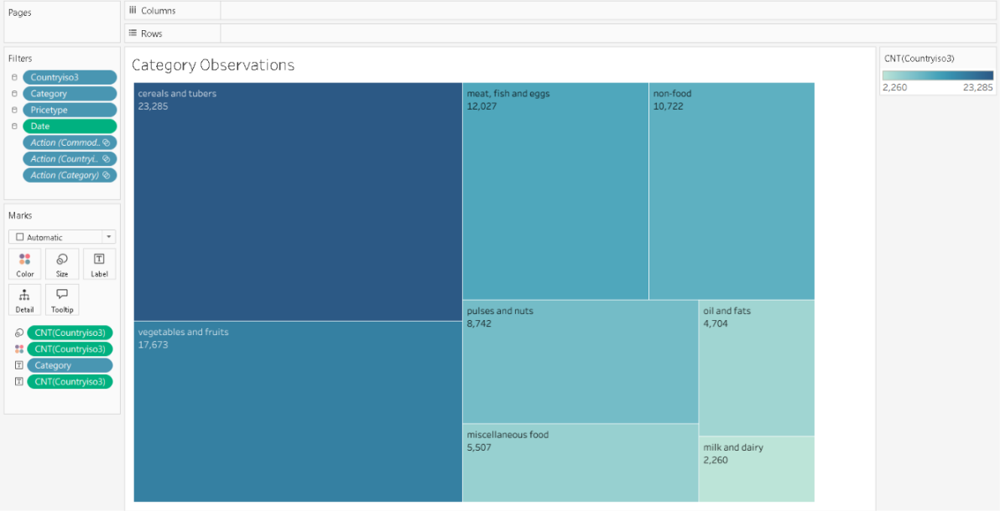 Pages
Columns
Rows
Filters
Countryiso3
Category
Pricetype
Date
Action (Commod..
Action (Countryi..
Action (Category)
Marks
Automatic
Color
Size
Label
Detail
Tooltip
CNT(Countryiso3)
CNT(Countryiso3)
Category
CNT(Countryiso3)
Category Observations
cereals and tubers
23,285
vegetables and fruits
17,673
meat, fish and eggs
12,027
non-food
10,722
pulses and nuts
8,742
oil and fats
4,704
miscellaneous food
5,507
milk and dairy
2,260
CNT(Countryiso3)
2,260 23,285